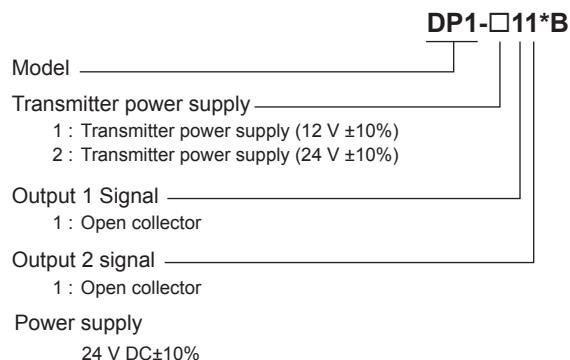 DP1-□11*B
Model
Transmitter power supply
1 : Transmitter power supply (12 V ±10%)
2 : Transmitter power supply (24 V ±10%)
Output 1 Signal
1 : Open collector
Output 2 signal
1 : Open collector
Power supply
24 V DC±10%